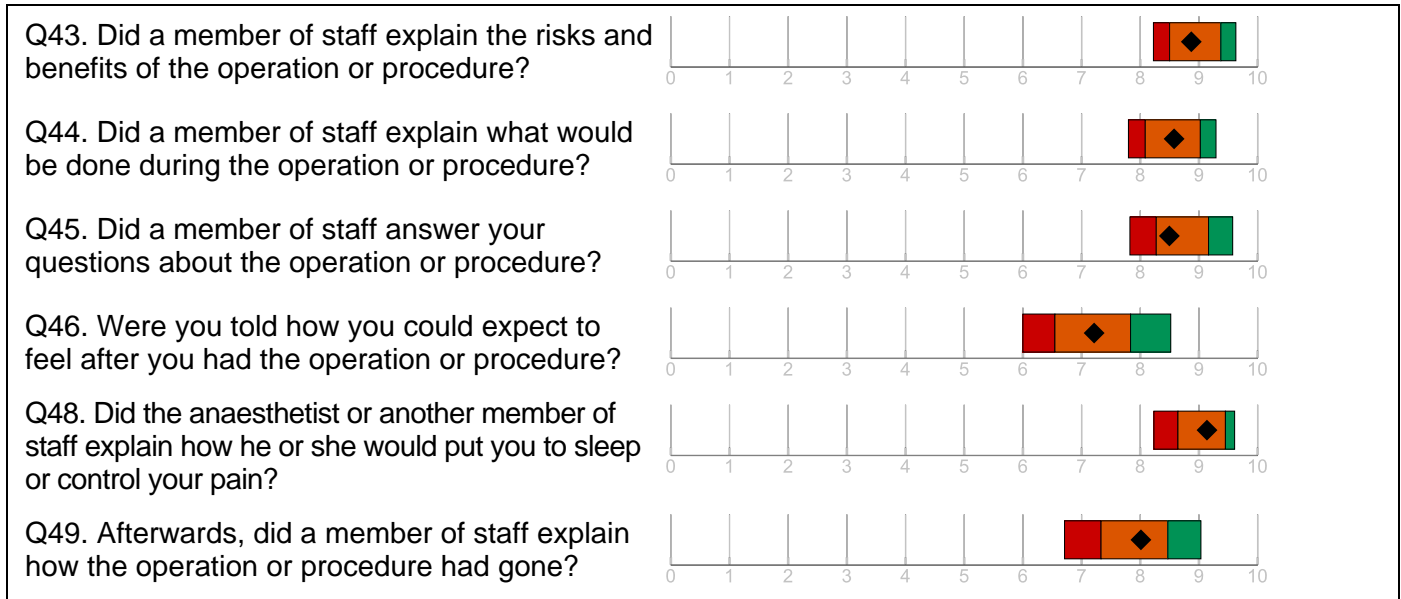 Q43. Did a member of staff explain the risks and
benefits of the operation or procedure?
0 1 2 3 4 5 6 7 8 9 10
Q44. Did a member of staff explain what would
be done during the operation or procedure?
0 1 2 3 4 5 6 7 8 9 10
Q45. Did a member of staff answer your
questions about the operation or procedure?
0 1 2 3 4 5 6 7 8 9 10
Q46. Were you told how you could expect to
feel after you had the operation or procedure?
0 1 2 3 4 5 6 7 8 9 10
Q48. Did the anaesthetist or another member of
staff explain how he or she would put you to sleep
or control your pain?
0 1 2 3 4 5 6 7 8 9 10
Q49. Afterwards, did a member of staff explain
how the operation or procedure had gone?
0 1 2 3 4 5 6 7 8 9 10